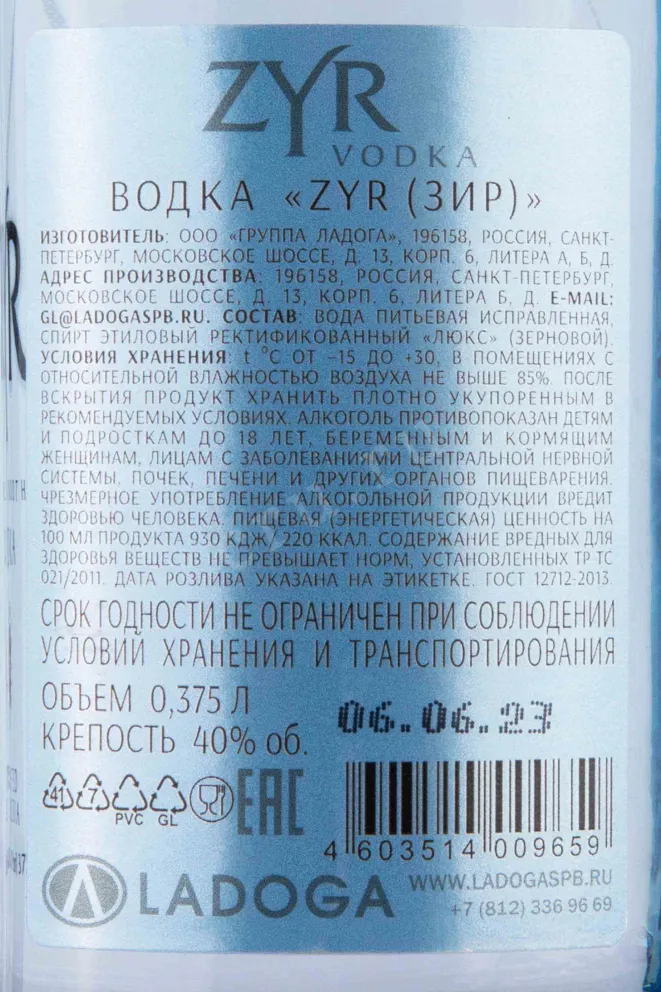 ZYR
VODKA
ВОДКА «ZYR (ЗИР)»
ИЗГОТОВИТЕЛЬ: ООО «ГРУППА ЛАДОГА», 196158, РОССИЯ, САНКТ-
ПЕТЕРБУРГ, МОСКОВСКОЕ ШОССЕ, Д. 13, КОРП. 6, ЛИТЕРА А, Б, Д.
АДРЕС ПРОИЗВОДСТВА: 196158, РОССИЯ, САНКТ-ПЕТЕРБУРГ,
МОСКОВСКОЕ ШОССЕ, Д. 13, КОРП. 6, ЛИТЕРА Б, Д. E-MAIL:
GL@LADOGASPB.RU. СОСТАВ: ВОДА ПИТЬЕВАЯ ИСПРАВЛЕННАЯ,
СПИРТ ЭТИЛОВЫЙ РЕКТИФИКОВАННЫЙ «ЛЮКС» (ЗЕРНОВОЙ).
УСЛОВИЯ ХРАНЕНИЯ: t °С ОТ –15 ДО +30, В ПОМЕЩЕНИЯХ С
ОТНОСИТЕЛЬНОЙ ВЛАЖНОСТЬЮ ВОЗДУХА НЕ ВЫШЕ 85%. ПОСЛЕ
ВСКРЫТИЯ ПРОДУКТ ХРАНИТЬ ПЛОТНО УКУПОРЕННЫМ В
РЕКОМЕНДУЕМЫХ УСЛОВИЯХ. АЛКОГОЛЬ ПРОТИВОПОКАЗАН ДЕТЯМ
И ПОДРОСТКАМ ДО 18 ЛЕТ, БЕРЕМЕННЫМ И КОРМЯЩИМ
ЖЕНЩИНАМ, ЛИЦАМ С ЗАБОЛЕВАНИЯМИ ЦЕНТРАЛЬНОЙ НЕРВНОЙ
СИСТЕМЫ, ПОЧЕК, ПЕЧЕНИ И ДРУГИХ ОРГАНОВ ПИЩЕВАРЕНИЯ.
ЧРЕЗМЕРНОЕ УПОТРЕБЛЕНИЕ АЛКОГОЛЬНОЙ ПРОДУКЦИИ ВРЕДИТ
ЗДОРОВЬЮ ЧЕЛОВЕКА. ПИЩЕВАЯ (ЭНЕРГЕТИЧЕСКАЯ) ЦЕННОСТЬ НА
100 МЛ ПРОДУКТА 930 КДЖ, 220 ККАЛ. СОДЕРЖАНИЕ ВРЕДНЫХ ДЛЯ
ЗДОРОВЬЯ ВЕЩЕСТВ НЕ ПРЕВЫШАЕТ НОРМ, УСТАНОВЛЕННЫХ ТР ТС
021/2011. ДАТА РОЗЛИВА УКАЗАНА НА ЭТИКЕТКЕ. ГОСТ 12712-2013.
СРОК ГОДНОСТИ НЕ ОГРАНИЧЕН ПРИ СОБЛЮДЕНИИ
УСЛОВИЙ ХРАНЕНИЯ И ТРАНСПОРТИРОВАНИЯ
ОБЪЕМ 0,375 Л
06.06.23
КРЕПОСТЬ 40% об.
41 7
PVC GL
EAC
4 603514 009659
LADOGA
WWW.LADOGASPB.RU
+7 (812) 336 96 69